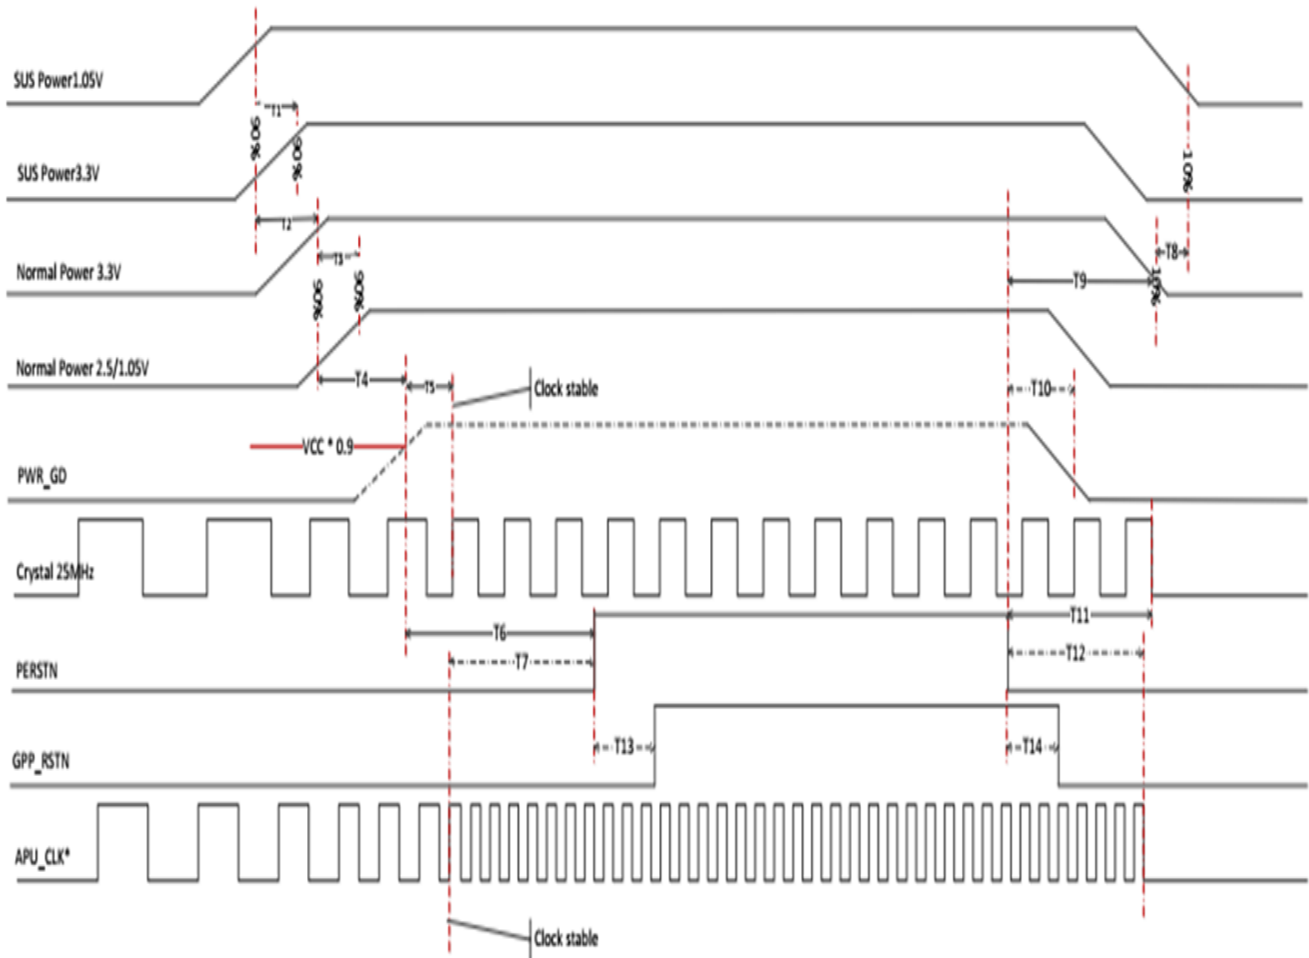 SUS Power1.05V
T1
90%
90%
SUS Power3.3V
10%
T2
T3
T8
Normal Power 3.3V
T9
90%
90%
10%
Normal Power 2.5/1.05V
T4
T5
Clock stable
T10
VCC * 0.9
PWR_GD
Crystal 25MHz
T11
T6
T12
T7
PERSTN
T13
T14
GPP_RSTN
APU_CLK*
Clock stable